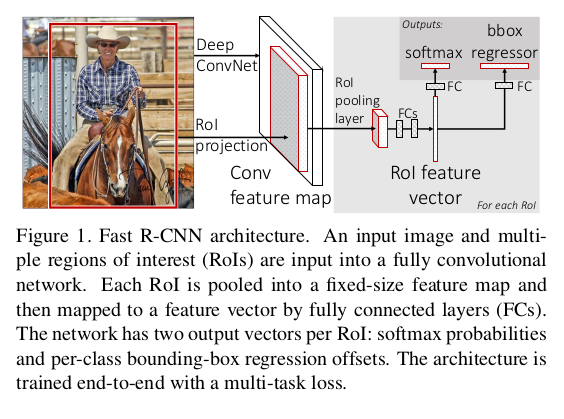 Outputs:
bbox
softmax regressor
Deep
ConvNet
RoI
pooling
layer
FC
FC
FCs
RoI
projection
Conv
feature map
RoI feature
vector
For each RoI
Figure 1. Fast R-CNN architecture. An input image and multi-
ple regions of interest (RoIs) are input into a fully convolutional
network. Each RoI is pooled into a fixed-size feature map and
then mapped to a feature vector by fully connected layers (FCs).
The network has two output vectors per RoI: softmax probabilities
and per-class bounding-box regression offsets. The architecture is
trained end-to-end with a multi-task loss.